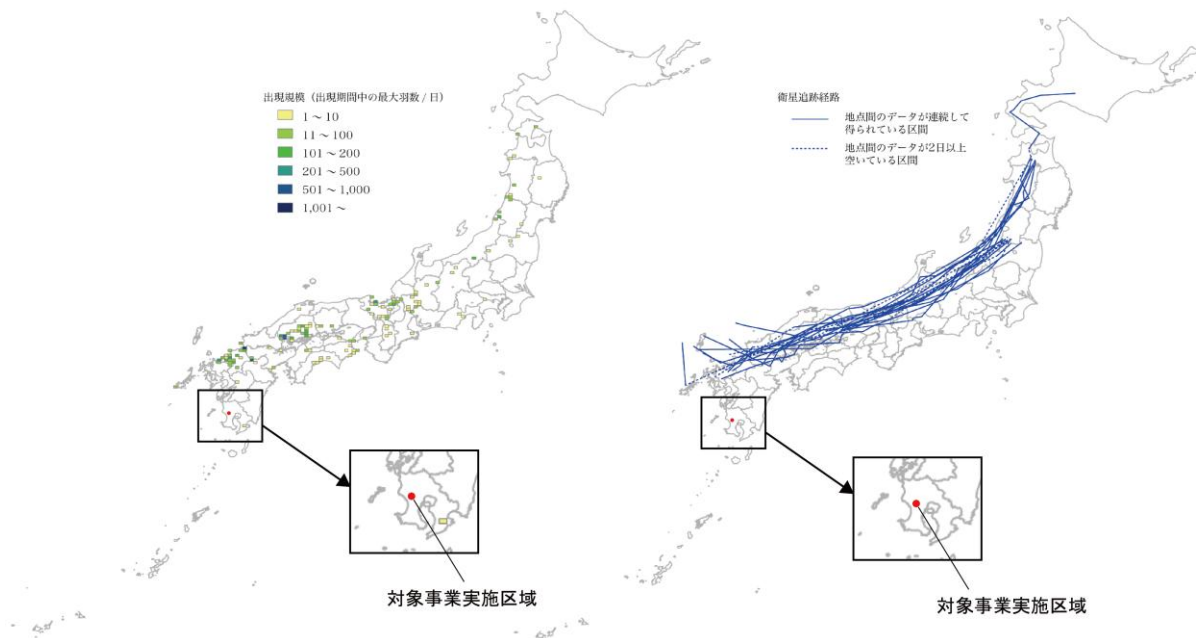 出現規模（出現期間中の最大羽数 / 日）
1～10
11～100
101～200
201～500
501～1,000
1,001～
対象事業実施区域
衛星追跡経路
地点間のデータが連続して
得られている区間
地点間のデータが2日以上
空いている区間
対象事業実施区域